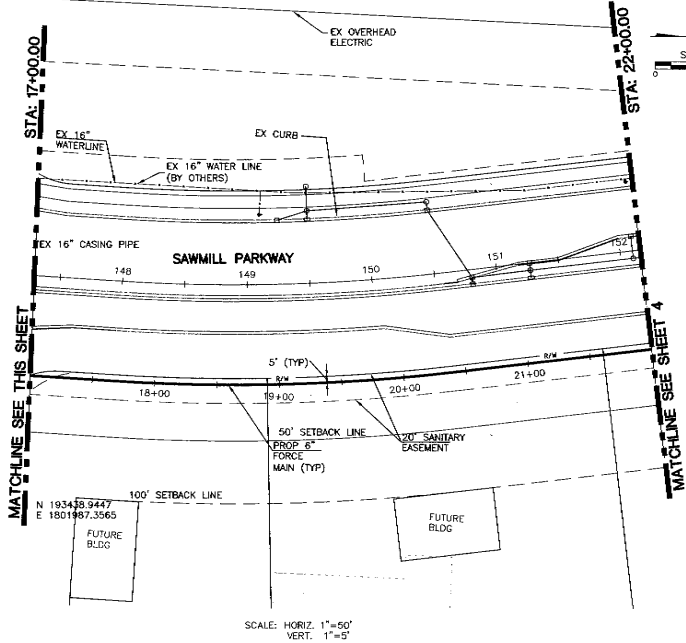 EX OVERHEAD
ELECTRIC
STA: 17+00.00
STA: 22+00.00
S
0
EX 16"
WATERLINE
EX 16" WATER LINE
(BY OTHERS)
EX CURB
EX 16" CASING PIPE
SAWMILL PARKWAY
148
149
150
151
152
MATCHLINE SEE THIS SHEET
MATCHLINE SEE SHEET 4
5' (TYP)
R/W
R/W
18+00
19+00
20+00
21+00
50' SETBACK LINE
PROP 6"
FORCE
MAIN (TYP)
20' SANITARY
EASEMENT
100' SETBACK LINE
N 193438.9447
E 1801987.3565
FUTURE
BLDG
FUTURE
BLDG
SCALE: HORIZ. 1"=50'
VERT. 1"=5'